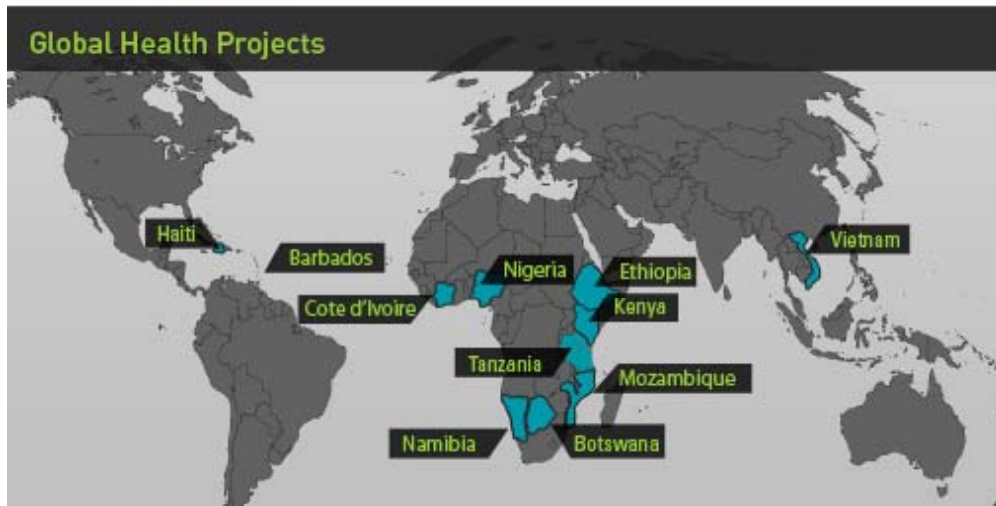 Global Health Projects
Haiti
Barbados
Cote d'Ivoire
Nigeria
Ethiopia
Kenya
Vietnam
Tanzania
Mozambique
Namibia
Botswana